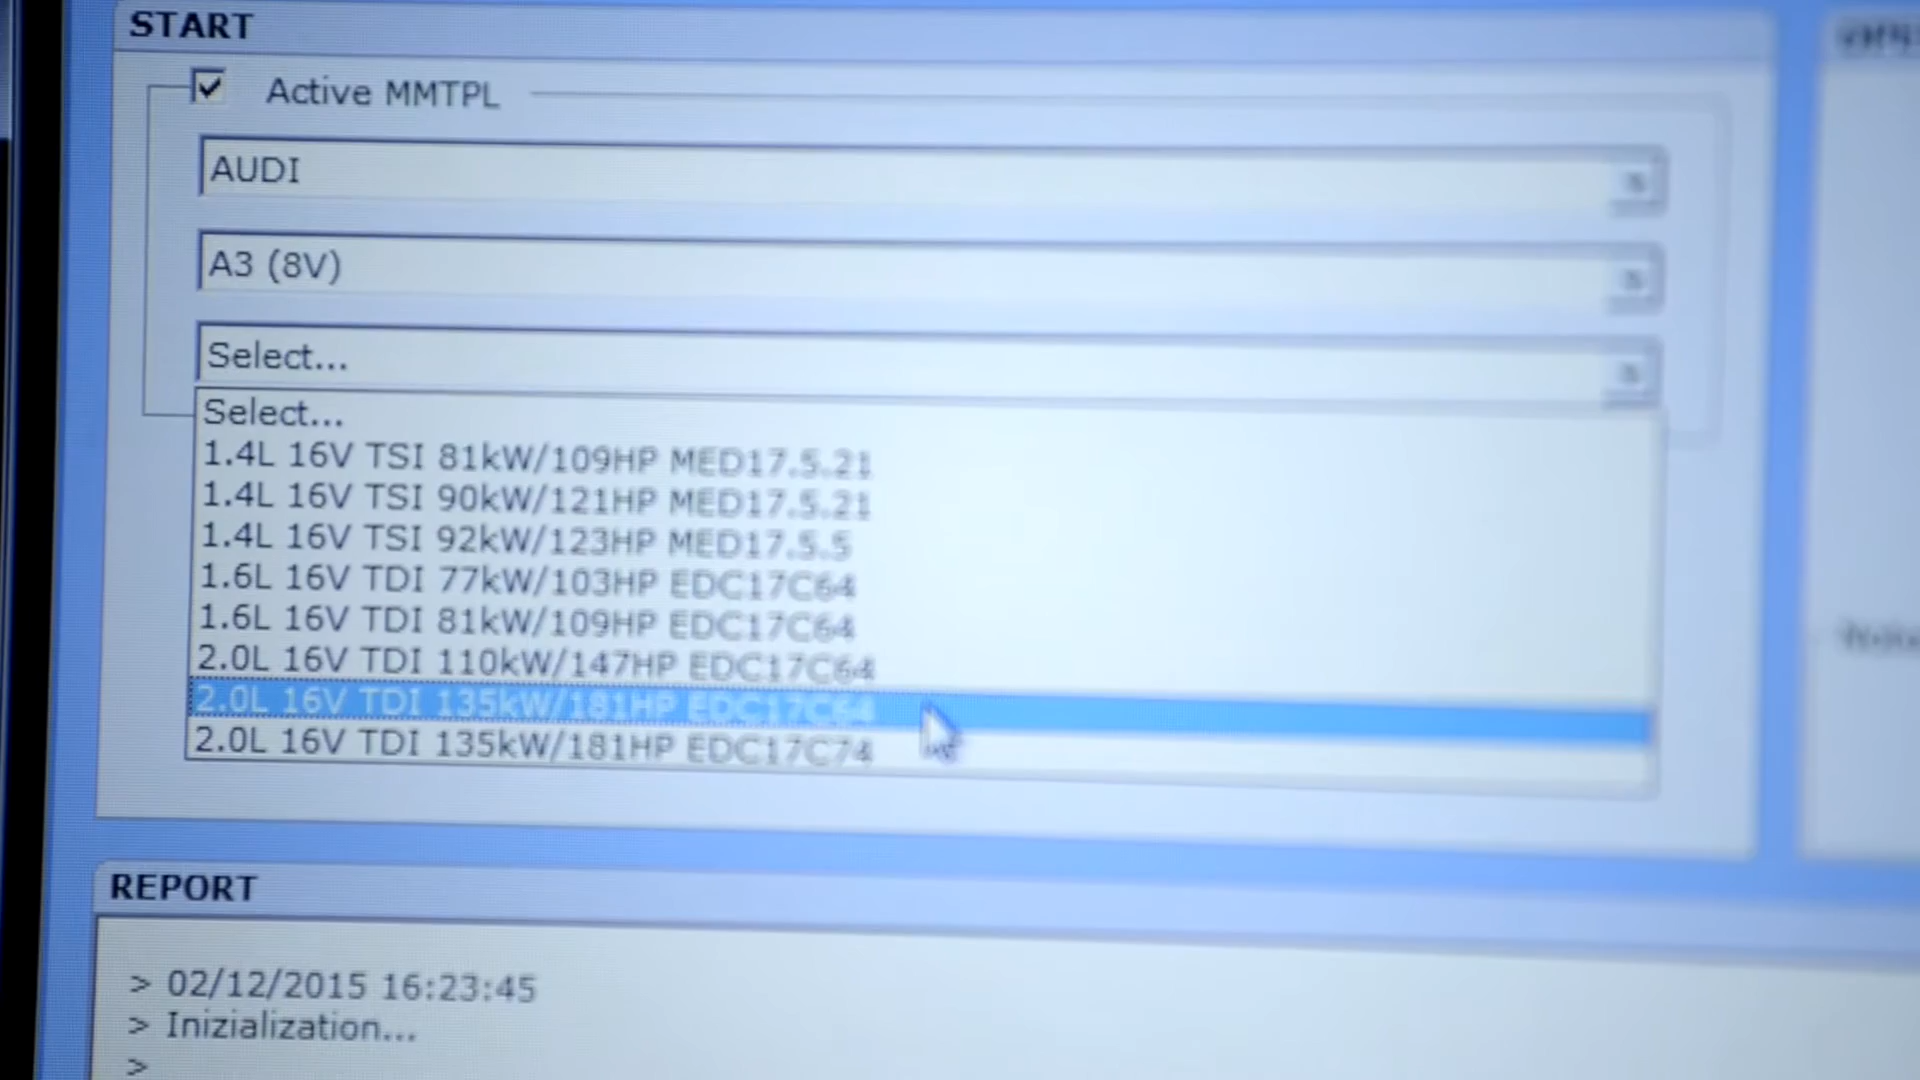 START
Active MMTPL
AUDI
A3 (8V)
Select...
Select...
1.4L 16V TSI 81kW/109HP MED17.5.21
1.4L 16V TSI 90kW/121HP MED17.5.21
1.4L 16V TSI 92kW/123HP MED17.5.5
1.6L 16V TDI 77kW/103HP EDC17C64
1.6L 16V TDI 81kW/109HP EDC17C64
2.0L 16V TDI 110kW/147HP EDC17C64
2.0L 16V TDI 135kW/181HP EDC17C64
2.0L 16V TDI 135kW/181HP EDC17C74
REPORT
> 02/12/2015 16:23:45
> Inizialization...
>